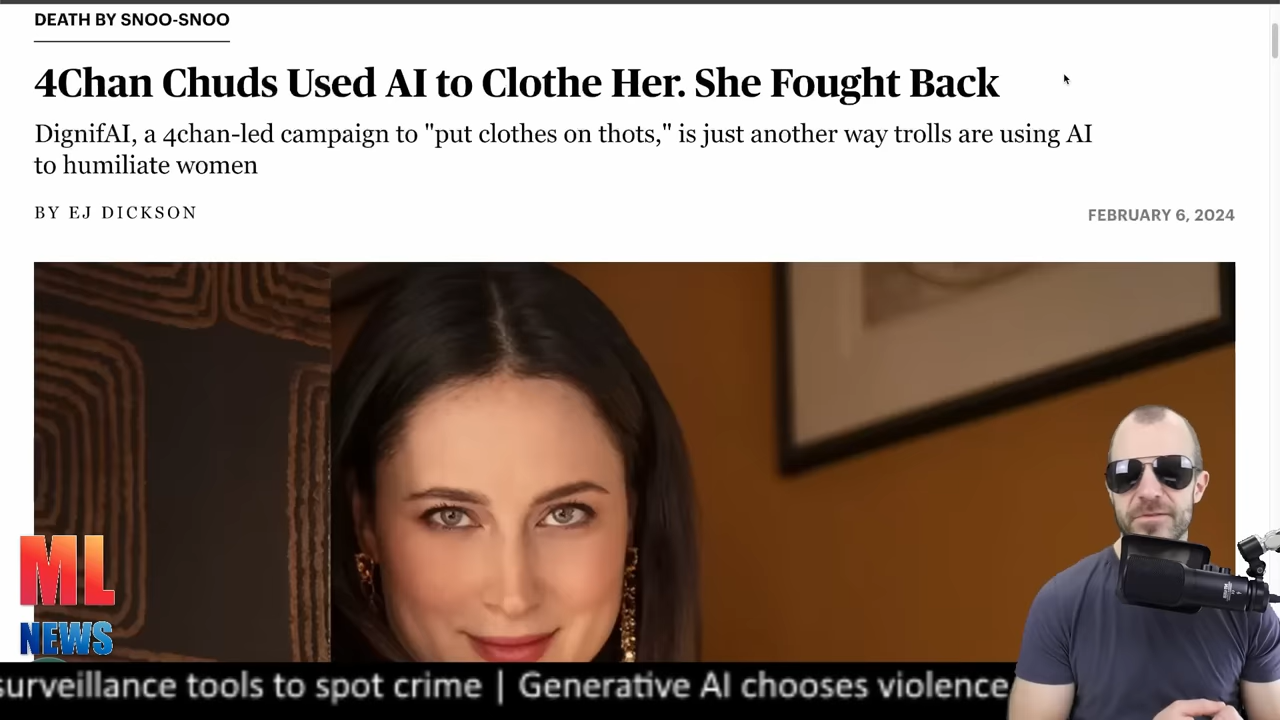 DEATH BY SNOO-SNOO
4Chan Chuds Used AI to Clothe Her. She Fought Back
DignifAI, a 4chan-led campaign to "put clothes on thots," is just another way trolls are using AI
to humiliate women
BY EJ DICKSON
FEBRUARY 6, 2024
ML
NEWS
surveillance tools to spot crime | Generative AI chooses violence